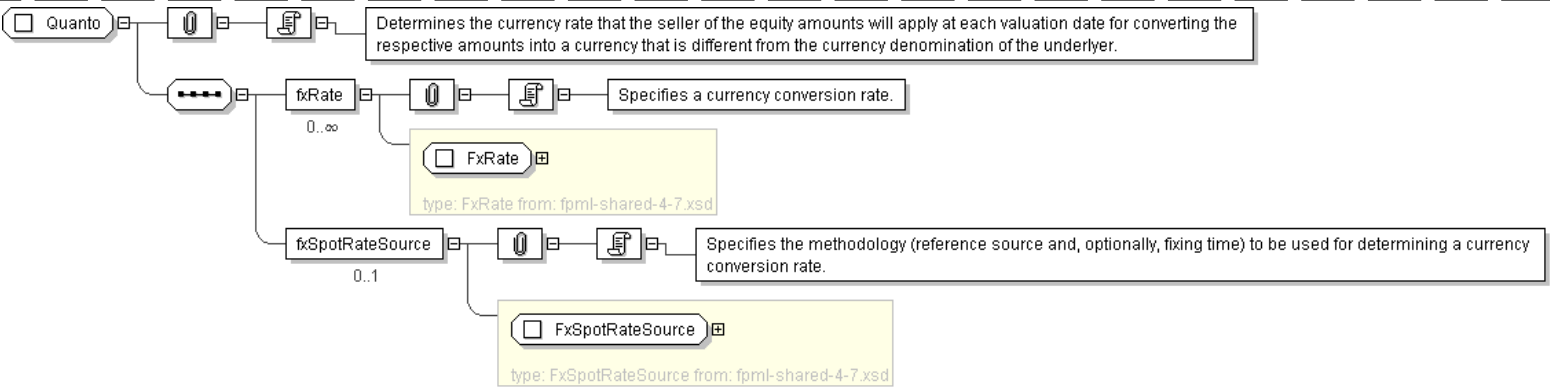 Quanto
Determines the currency rate that the seller of the equity amounts will apply at each valuation date for converting the
respective amounts into a currency that is different from the currency denomination of the underlyer.
fxRate
Specifies a currency conversion rate.
0..∞
FxRate
type: FxRate from: fpml-shared-4-7.xsd
fxSpotRateSource
Specifies the methodology (reference source and, optionally, fixing time) to be used for determining a currency
conversion rate.
0..1
FxSpotRateSource
type: FxSpotRateSource from: fpml-shared-4-7.xsd